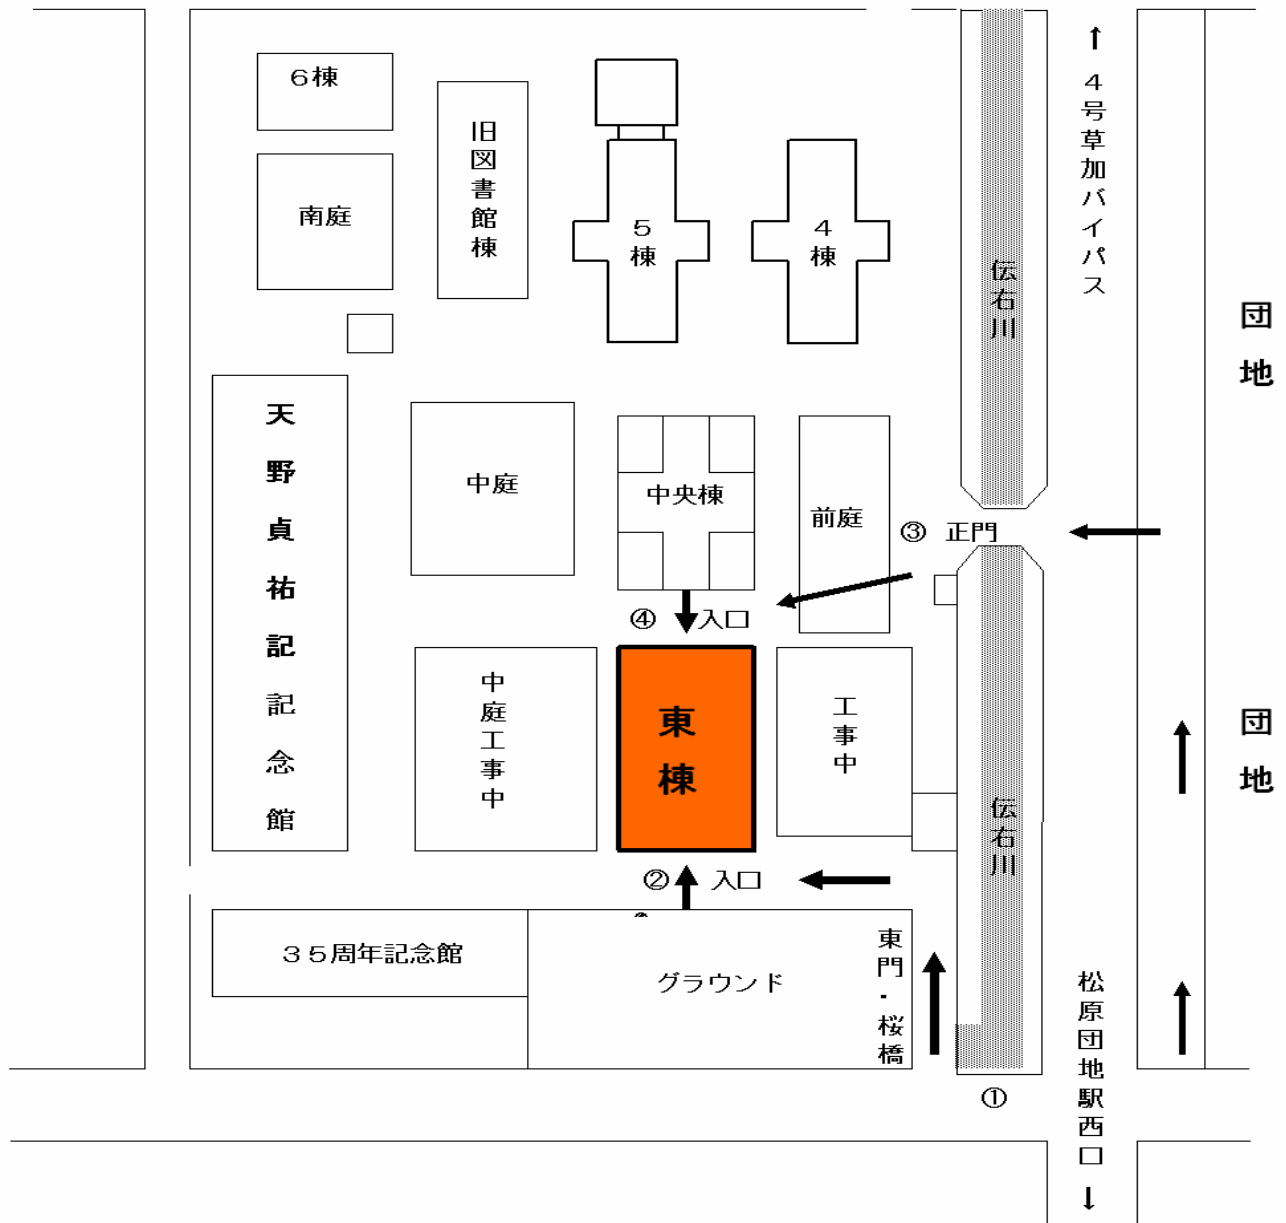 ↑４号草加バイパス
６棟
旧図書館棟
南庭
５棟
４棟
伝右川
団地
天野貞祐記記念館
中庭
中央棟
前庭
③ 正門
④ 入口
中庭工事中
東棟
工事中
団地
伝右川
② 入口
３５周年記念館
グラウンド
東門・桜橋
松原団地駅西口↓
①